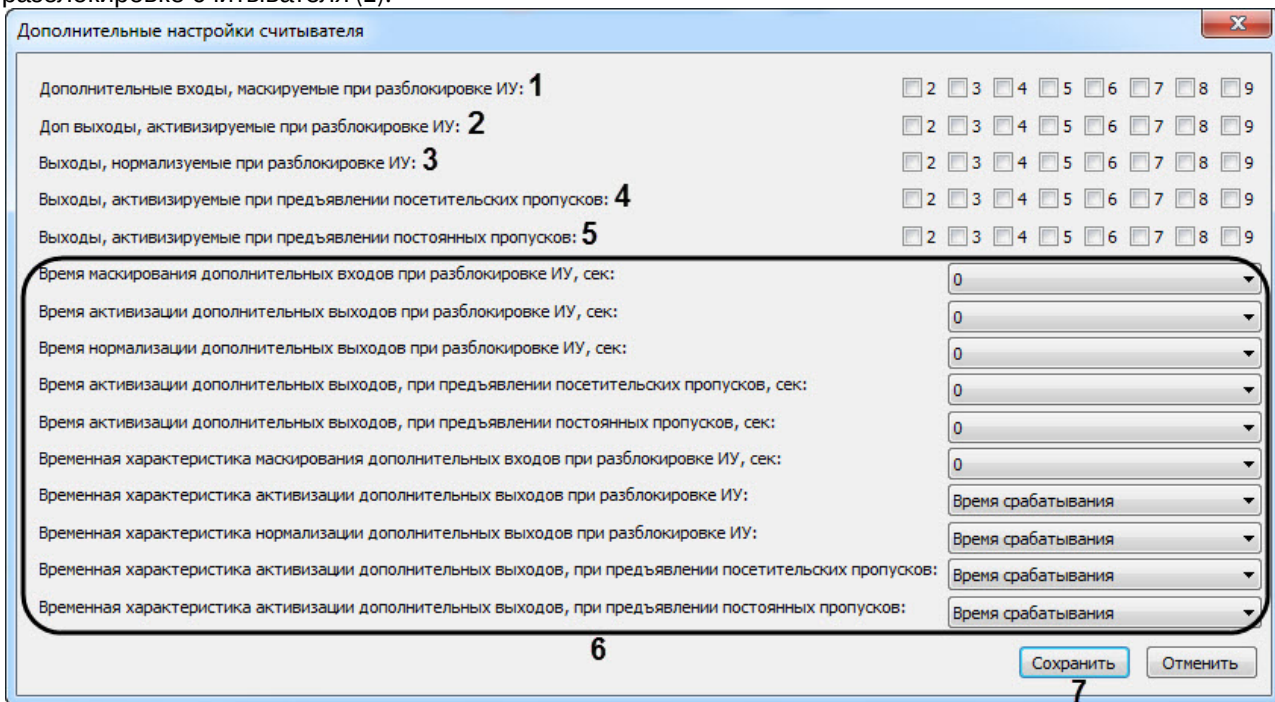 разблокировке считывателя (2).
Дополнительные настройки считывателя
Дополнительные входы, маскируемые при разблокировке ИУ: 1 2 3 4 5 6 7 8 9
Доп выходы, активизируемые при разблокировке ИУ: 2 2 3 4 5 6 7 8 9
Выходы, нормализуемые при разблокировке ИУ: 3 2 3 4 5 6 7 8 9
Выходы, активизируемые при предъявлении посетительских пропусков: 4 2 3 4 5 6 7 8 9
Выходы, активизируемые при предъявлении постоянных пропусков: 5 2 3 4 5 6 7 8 9
Время маскирования дополнительных входов при разблокировке ИУ, сек: 0
Время активизации дополнительных выходов при разблокировке ИУ, сек: 0
Время нормализации дополнительных выходов при разблокировке ИУ, сек: 0
Время активизации дополнительных выходов, при предъявлении посетительских пропусков, сек: 0
Время активизации дополнительных выходов, при предъявлении постоянных пропусков, сек: 0
Временная характеристика маскирования дополнительных входов при разблокировке ИУ, сек: 0
Временная характеристика активизации дополнительных выходов при разблокировке ИУ: Время срабатывания
Временная характеристика нормализации дополнительных выходов при разблокировке ИУ: Время срабатывания
Временная характеристика активизации дополнительных выходов, при предъявлении посетительских пропусков: Время срабатывания
Временная характеристика активизации дополнительных выходов, при предъявлении постоянных пропусков: Время срабатывания
6
Сохранить Отменить
7